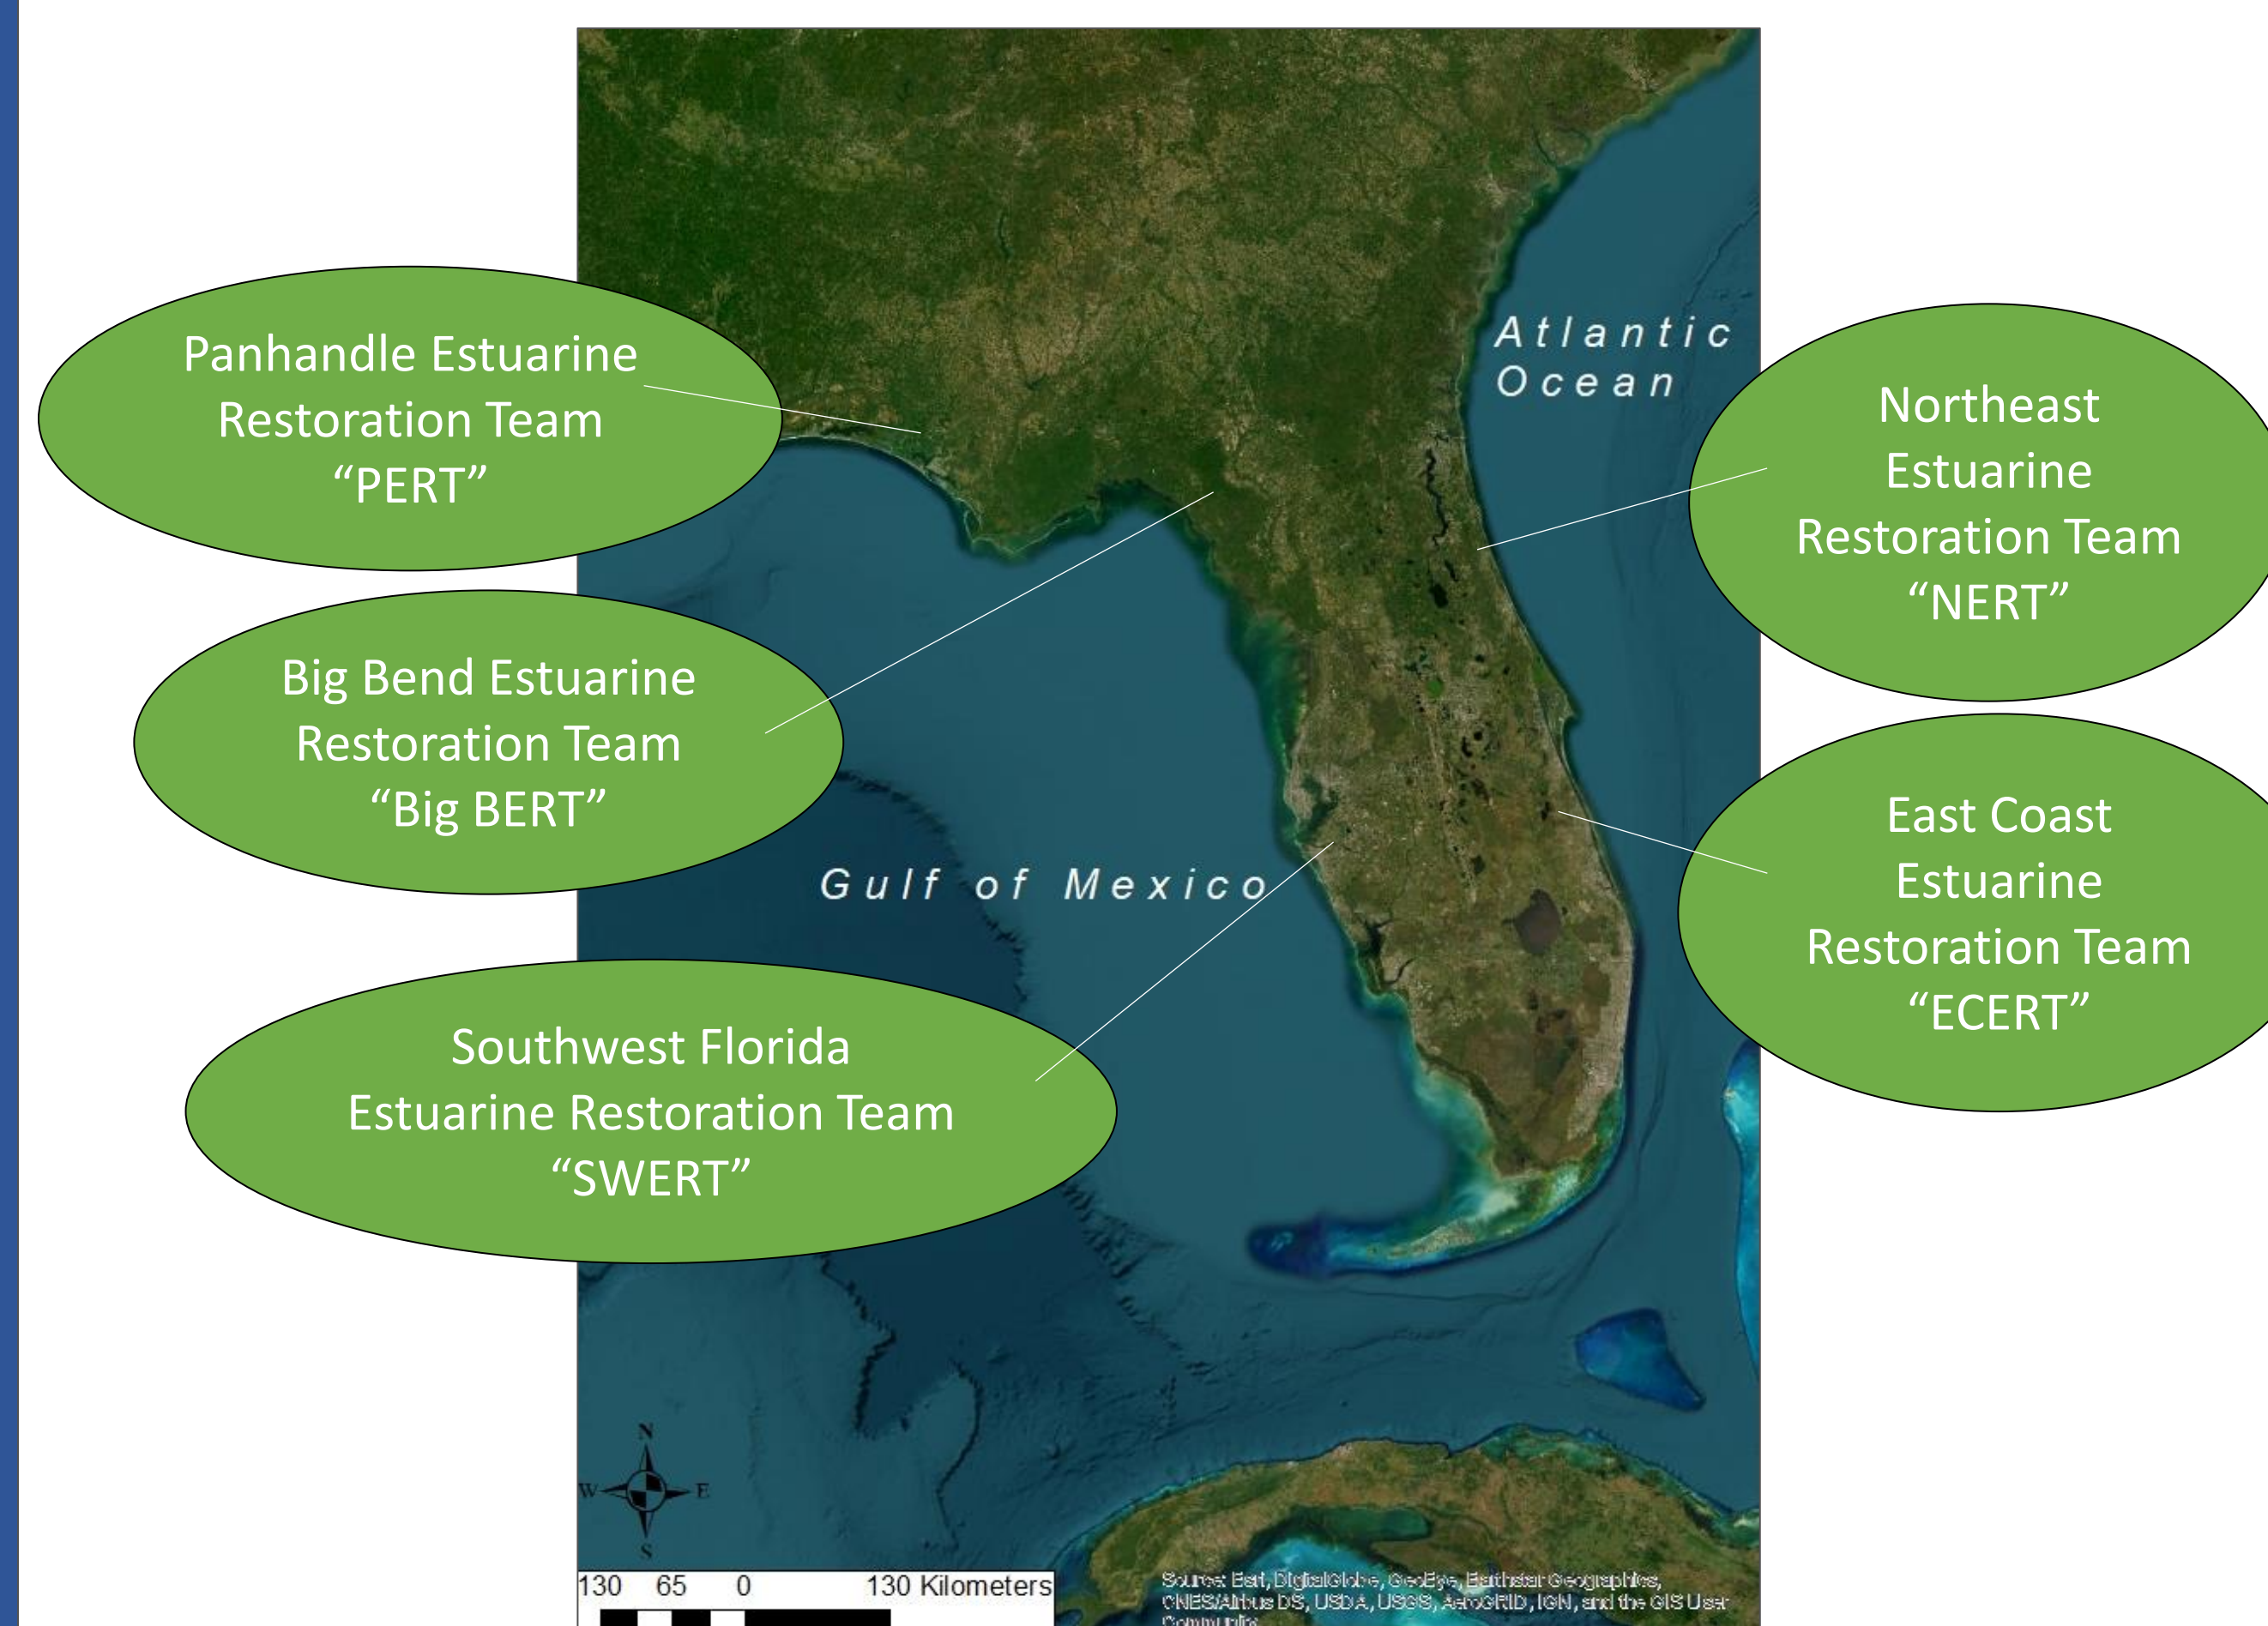 Panhandle Estuarine
Restoration Team
“PERT”
Big Bend Estuarine
Restoration Team
“Big BERT”
Southwest Florida
Estuarine Restoration Team
“SWERT”
Atlantic
Ocean
Gulf of Mexico
Northeast
Estuarine
Restoration Team
“NERT”
East Coast
Estuarine
Restoration Team
“ECERT”
N
W E
S
130 65 0 130 Kilometers
Source: Esri, DigitalGlobe, GeoEye, Earthstar Geographics,
CNES/Airbus DS, USDA, USGS, AeroGRID, IGN, and the GIS User
Community